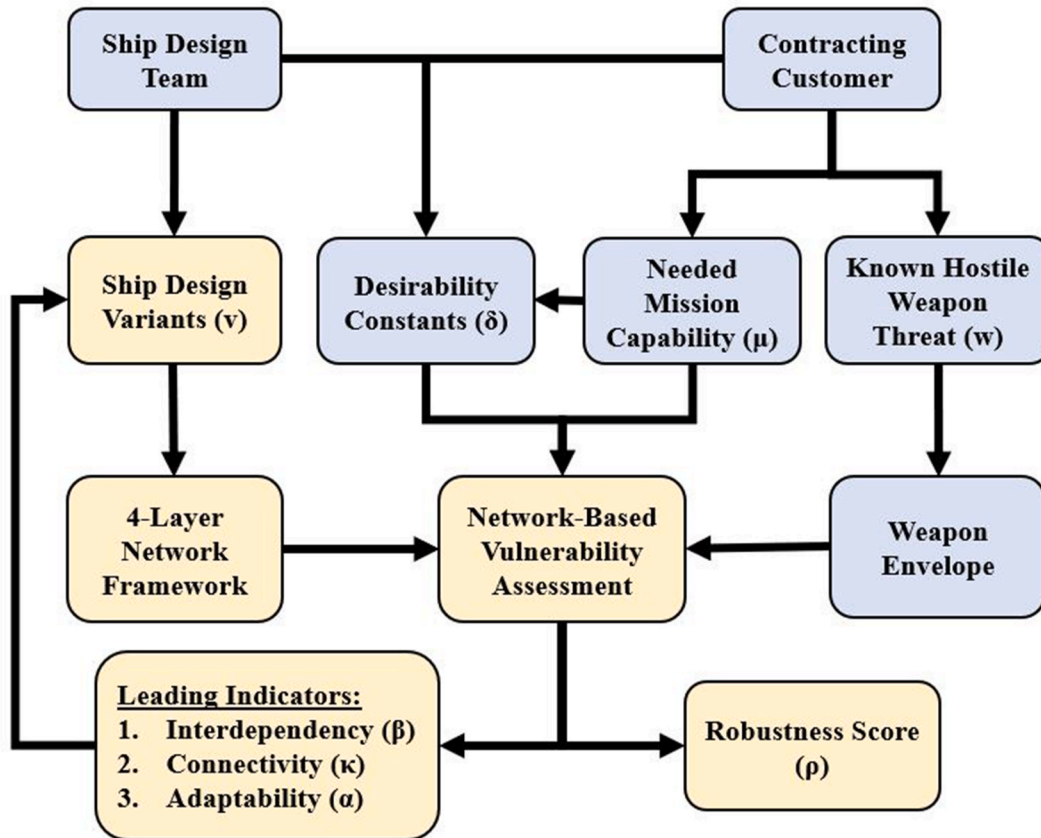 Ship Design
Team
Contracting
Customer
Ship Design
Variants (v)
Desirability
Constants (δ)
Needed
Mission
Capability (μ)
Known Hostile
Weapon
Threat (w)
4-Layer
Network
Framework
Network-Based
Vulnerability
Assessment
Weapon
Envelope
Leading Indicators:
1. Interdependency (β)
2. Connectivity (κ)
3. Adaptability (α)
Robustness Score
(ρ)